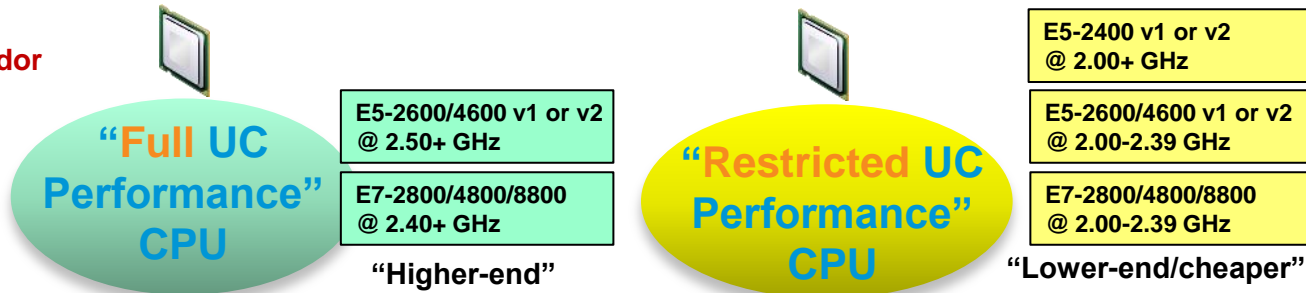 dor
“Full UC
Performance”
CPU
E5-2600/4600 v1 or v2
@ 2.50+ GHz
E7-2800/4800/8800
@ 2.40+ GHz
“Higher-end”
“Restricted UC
Performance”
CPU
E5-2400 v1 or v2
@ 2.00+ GHz
E5-2600/4600 v1 or v2
@ 2.00-2.39 GHz
E7-2800/4800/8800
@ 2.00-2.39 GHz
“Lower-end/cheaper”